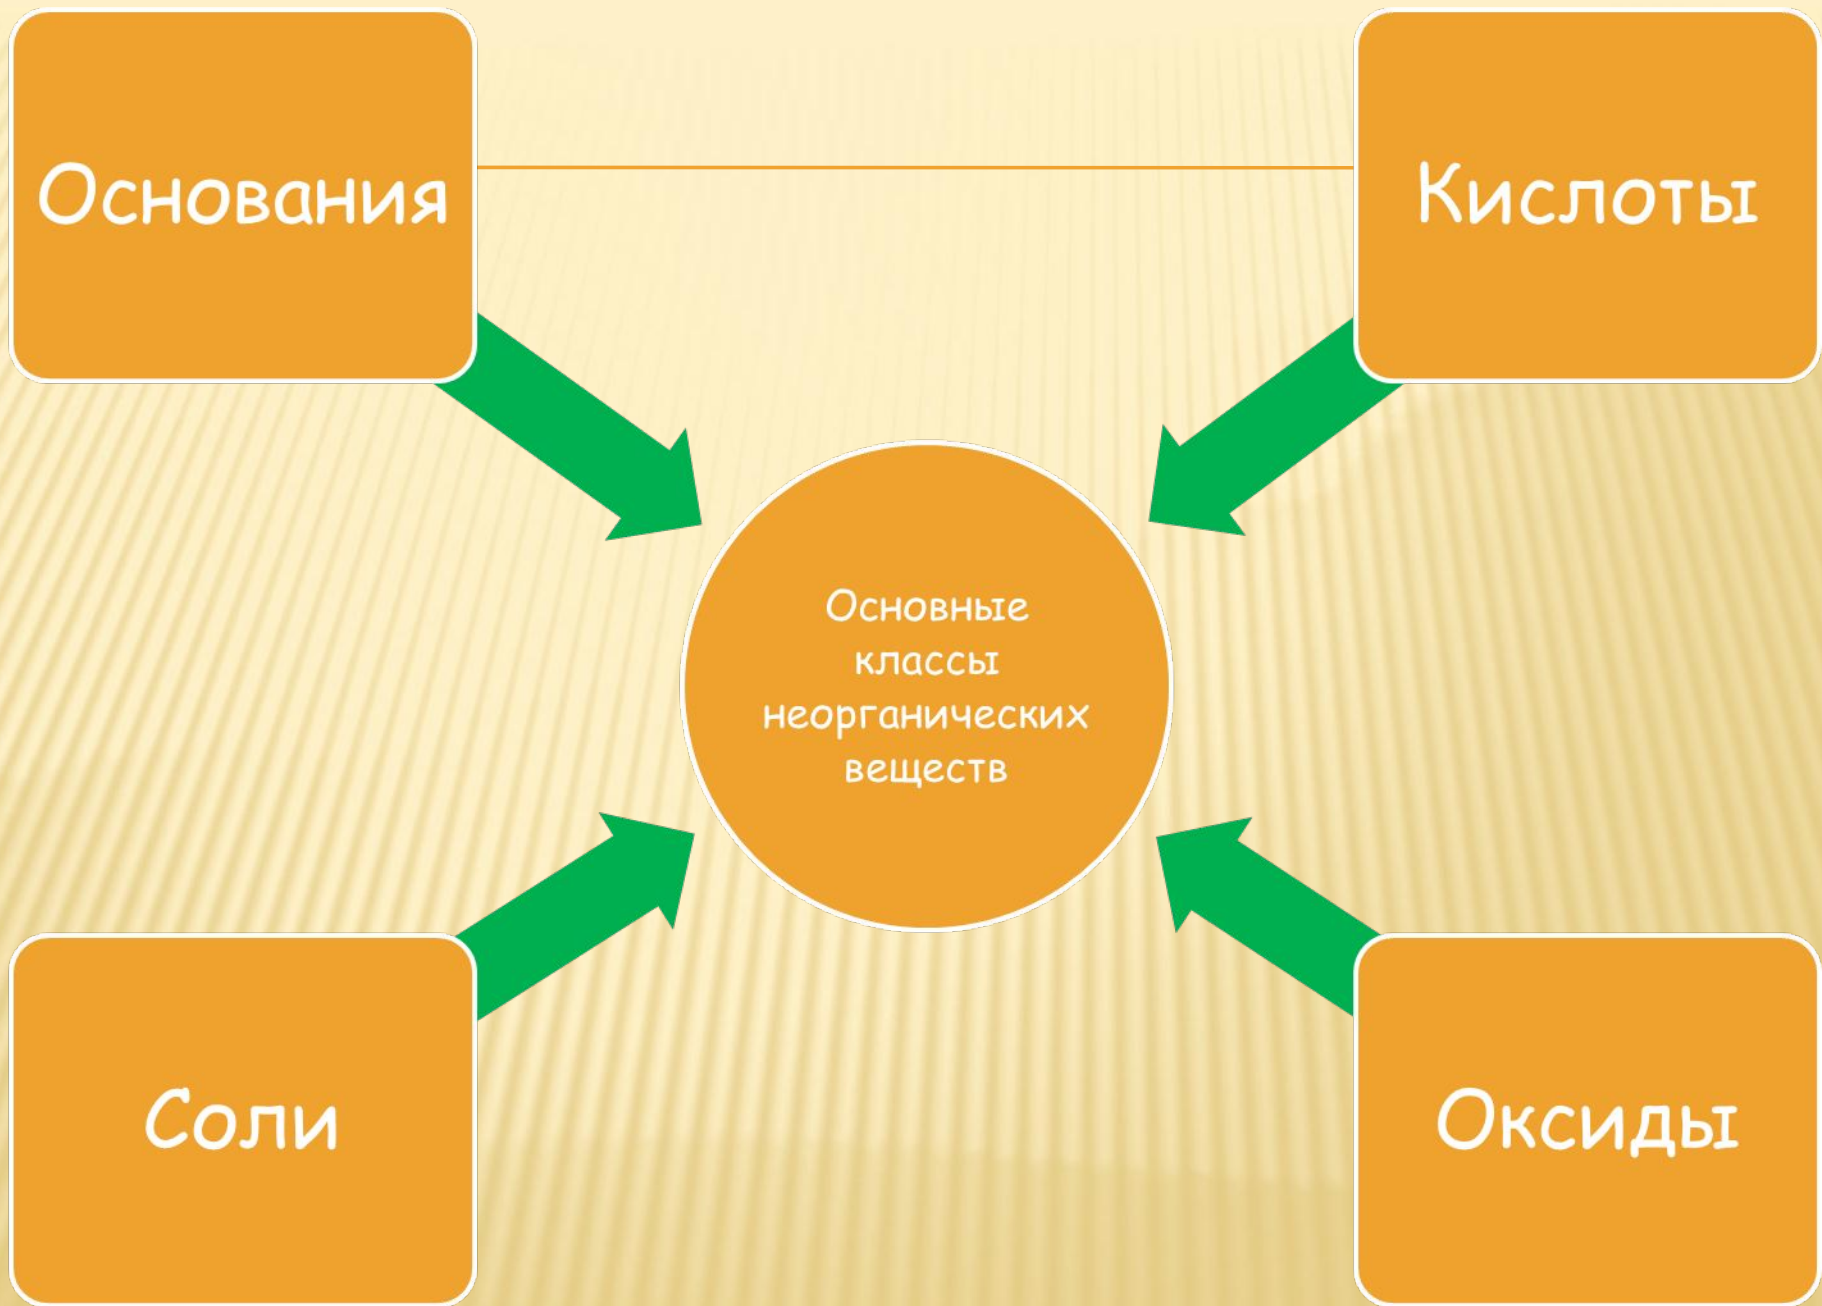 Основания
Кислоты
Основные
классы
неорганических
веществ
Соли
Оксиды